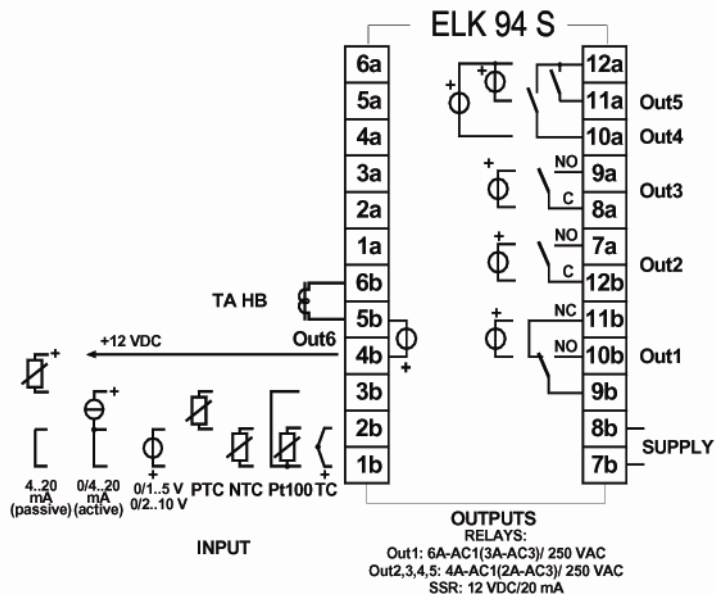 ELK 94 S
6a 12a
5a 11a Out5
4a 10a Out4
3a NO 9a
2a C 8a Out3
1a NO 7a
Out2
6b C 12b
TA HB
5b NC 11b
Out6
+12 VDC 4b NO 10b Out1
3b 9b
2b 8b
SUPPLY
1b 7b
4..20 mA (passive)
0/4..20 mA (active)
0/1..5 V
0/2..10 V
PTC NTC Pt100 TC
INPUT
OUTPUTS
RELAYS:
Out1: 6A-AC1(3A-AC3)/ 250 VAC
Out2,3,4,5: 4A-AC1(2A-AC3)/ 250 VAC
SSR: 12 VDC/20 mA